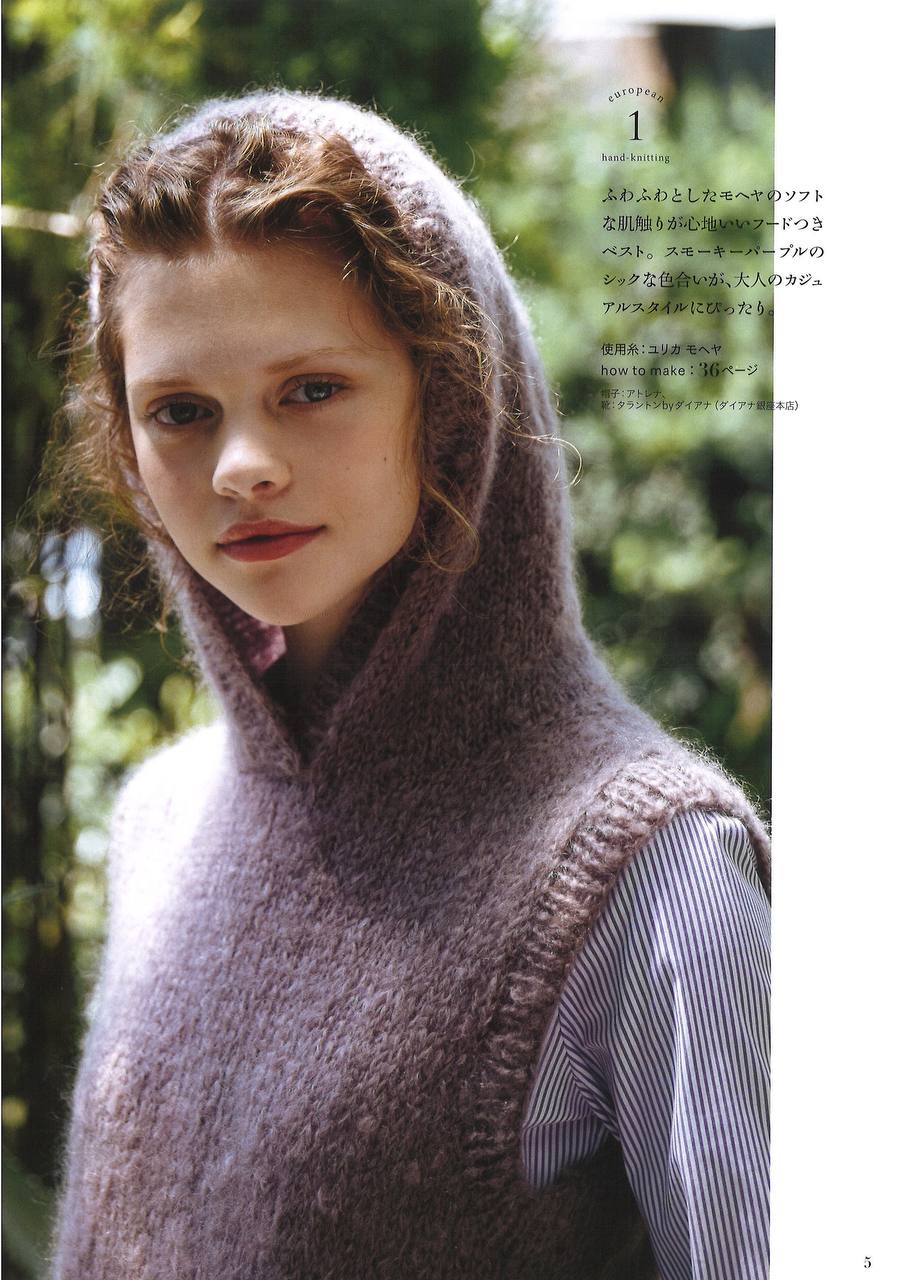 european
1
hand-knitting
ふわふわとしたモヘヤのソフト
な肌触りが心地いいフードつき
ベスト。スモーキーパープルの
シックな色合いが、大人のカジュ
アルスタイルにぴったり。
使用糸：ユリカ モヘヤ
how to make：36ページ
帽子：アトレナ、
靴：タラントンbyダイアナ（ダイアナ銀座本店）
5